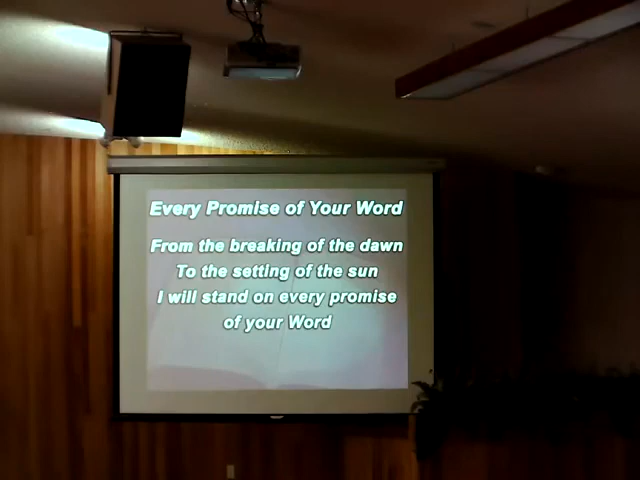 Every Promise of Your Word
From the breaking of the dawn
To the setting of the sun
I will stand on every promise
of your Word